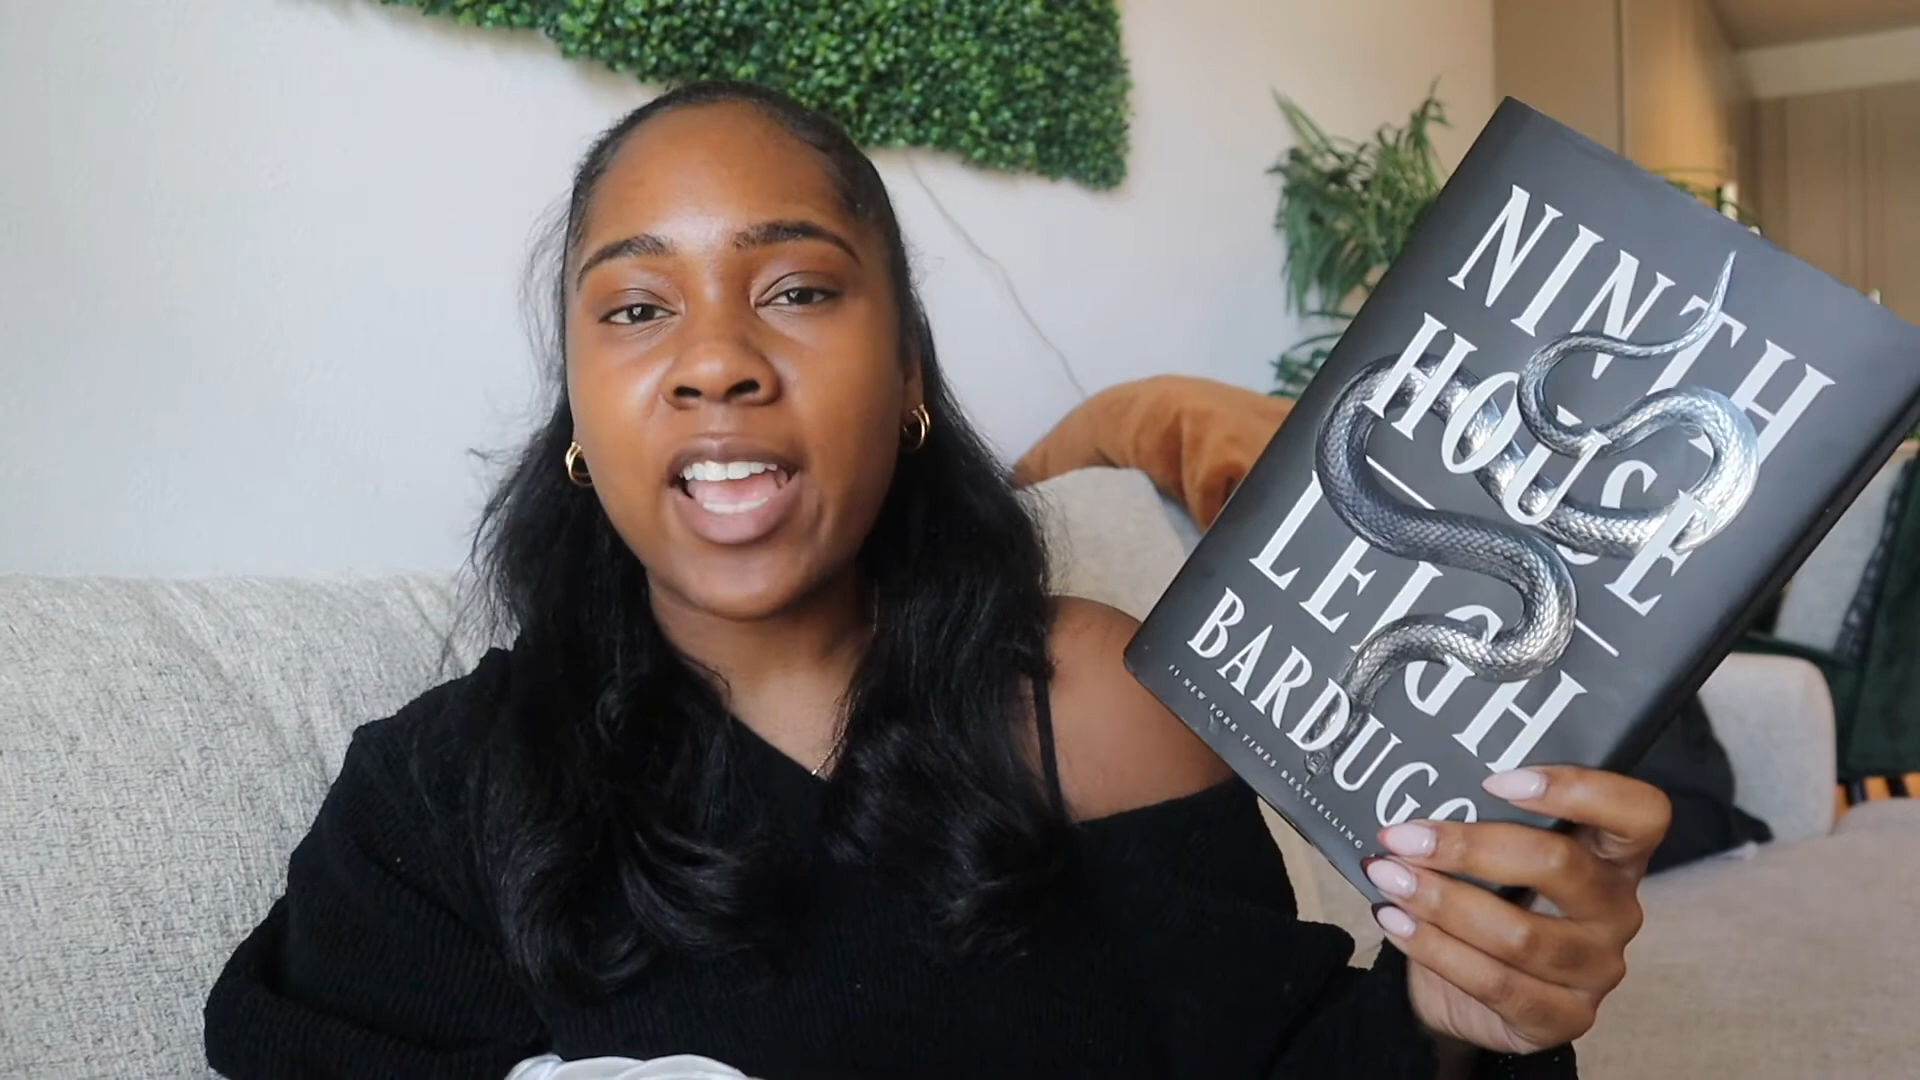 NINTH
HOUSE
LEIGH
BARDUGO
#1 NEW YORK TIMES BESTSELLING